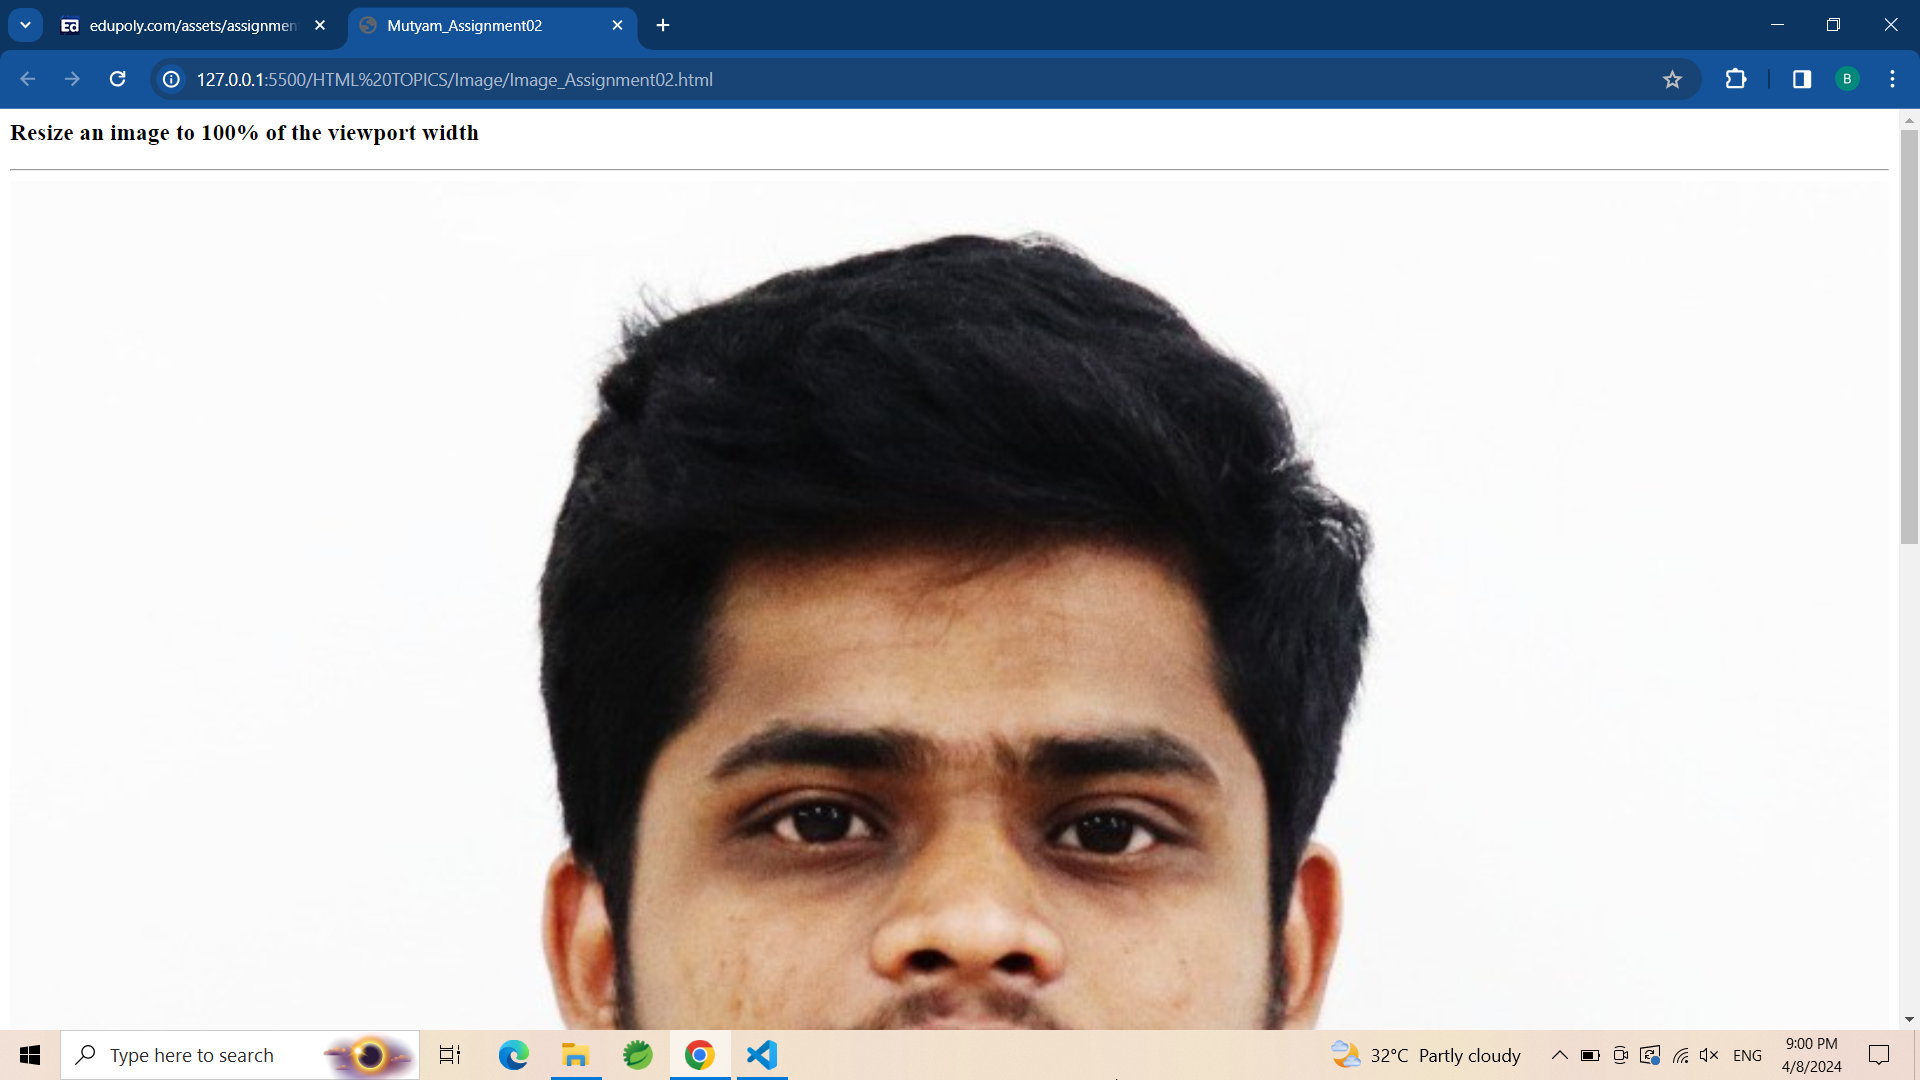 Ed edupoly.com/assets/assignmen
Mutyam_Assignment02
127.0.0.1:5500/HTML%20TOPICS/Image/Image_Assignment02.html
B
Resize an image to 100% of the viewport width
Type here to search
32°C Partly cloudy
ENG
9:00 PM
4/8/2024